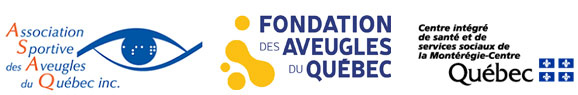 Association
Sportive
des Aveugles
du Québec inc.
FONDATION
DES AVEUGLES
DU QUÉBEC
Centre intégré
de santé et de
services sociaux de
la Montérégie-Centre
Québec